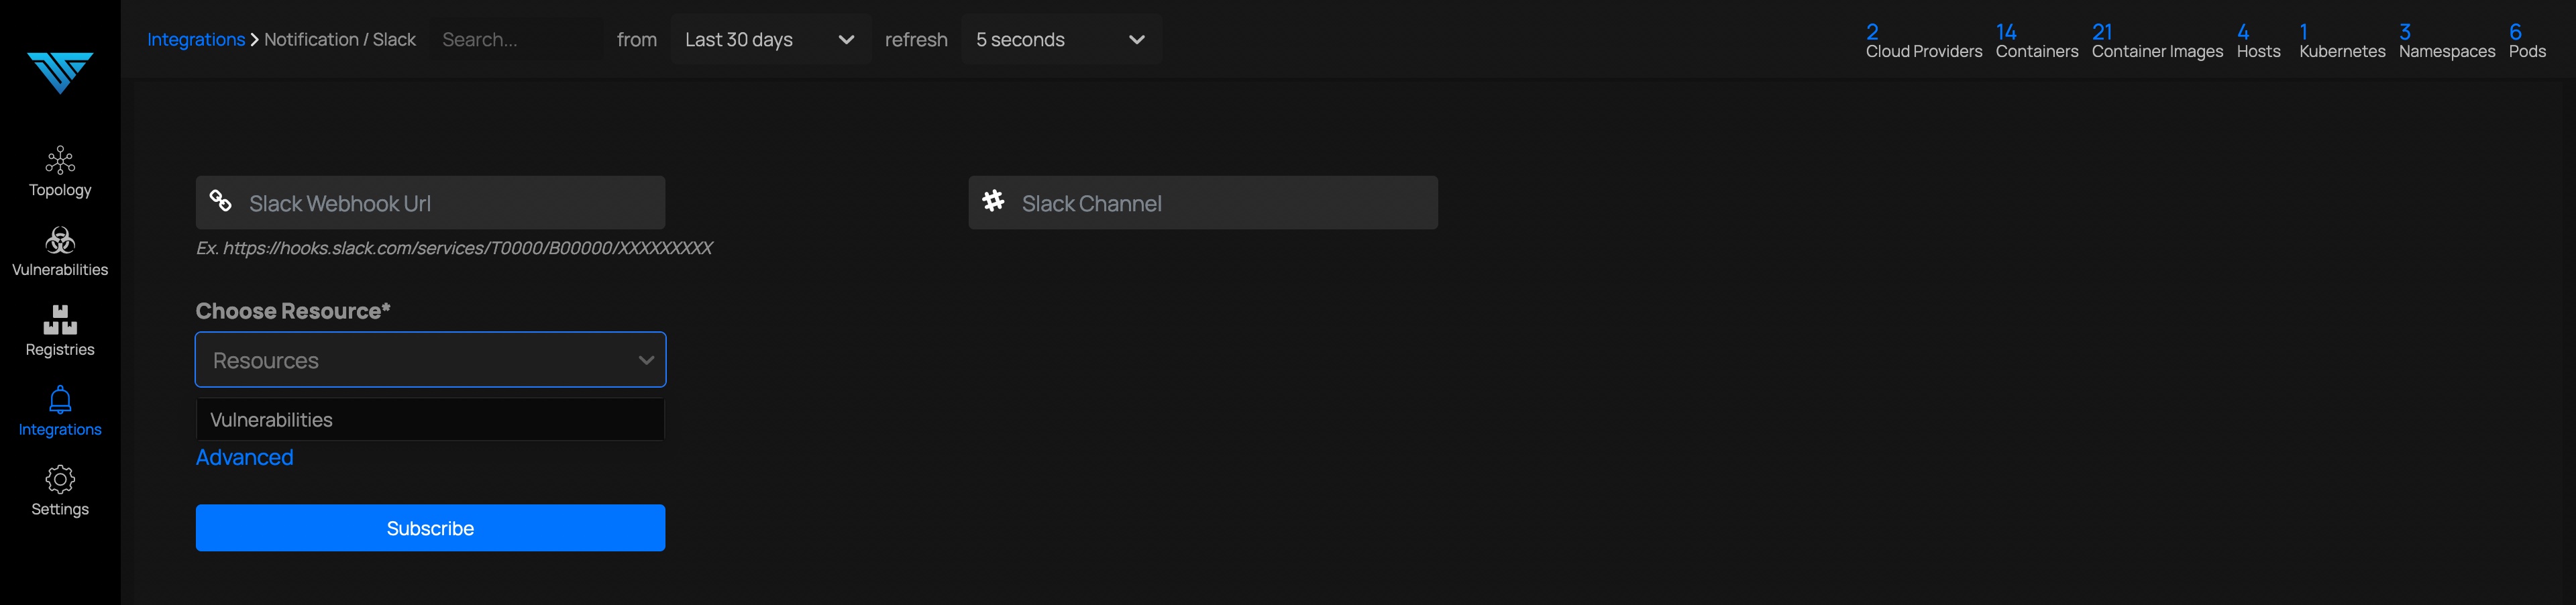 Integrations > Notification / Slack Search... from Last 30 days refresh 5 seconds
2 14 21 4 1 3 6
Cloud Providers Containers Container Images Hosts Kubernetes Namespaces Pods
Topology
Vulnerabilities
Registries
Integrations
Settings
Slack Webhook Url Slack Channel
Ex. https://hooks.slack.com/services/T0000/B00000/XXXXXXXXX
Choose Resource*
Resources
Vulnerabilities
Advanced
Subscribe